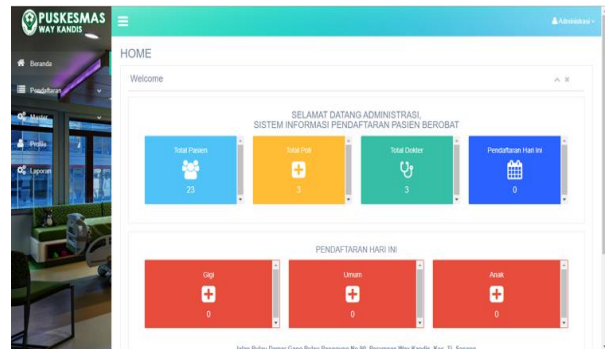 PUSKESMAS
WAY KANDIS
Administrasi
HOME
Beranda
Pendaftaran
Master
Profile
Laporan
Welcome
SELAMAT DATANG ADMINISTRASI,
SISTEM INFORMASI PENDAFTARAN PASIEN BEROBAT
Total Pasien
23
Total Poli
3
Total Dokter
3
Pendaftaran Hari Ini
0
PENDAFTARAN HARI INI
Gigi
0
Umum
0
Anak
0